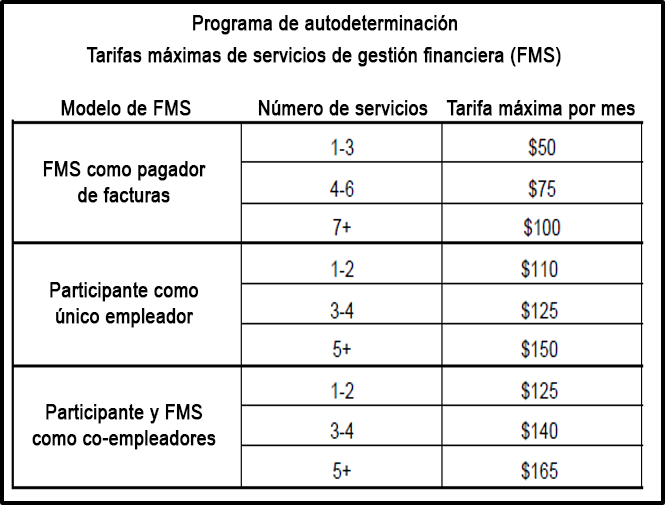 Programa de autodeterminación
Tarifas máximas de servicios de gestión financiera (FMS)
Modelo de FMS Número de servicios Tarifa máxima por mes
FMS como pagador
de facturas
1-3 $50
4-6 $75
7+ $100
Participante como
único empleador
1-2 $110
3-4 $125
5+ $150
Participante y FMS
como co-empleadores
1-2 $125
3-4 $140
5+ $165